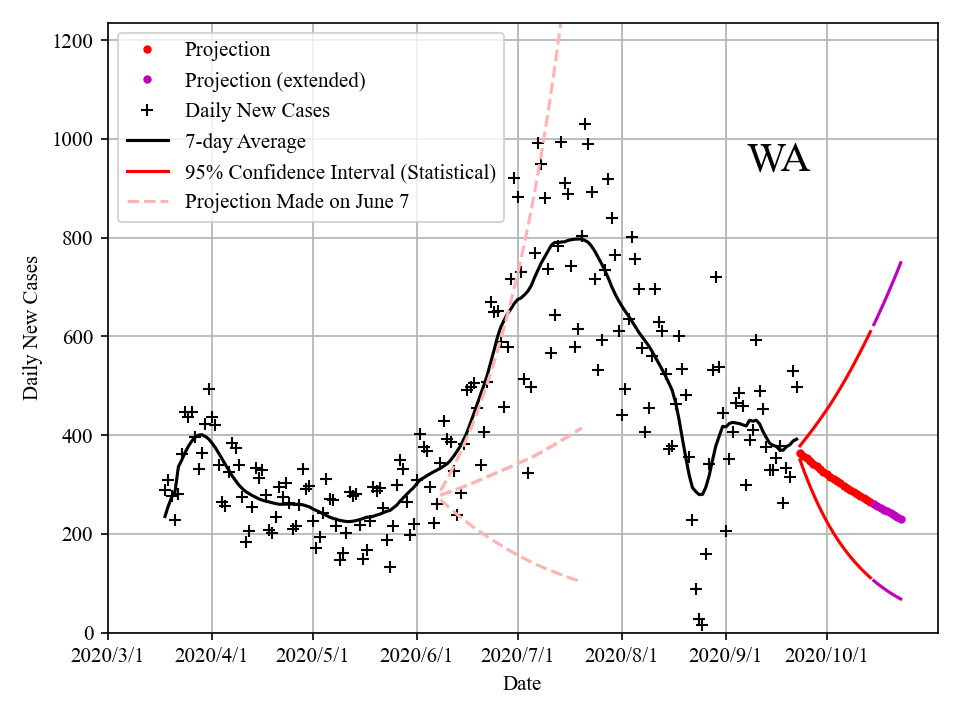 1200
1000
800
600
400
200
0
Daily New Cases
Projection
Projection (extended)
Daily New Cases
7-day Average
95% Confidence Interval (Statistical)
Projection Made on June 7
WA
2020/3/1 2020/4/1 2020/5/1 2020/6/1 2020/7/1 2020/8/1 2020/9/1 2020/10/1
Date